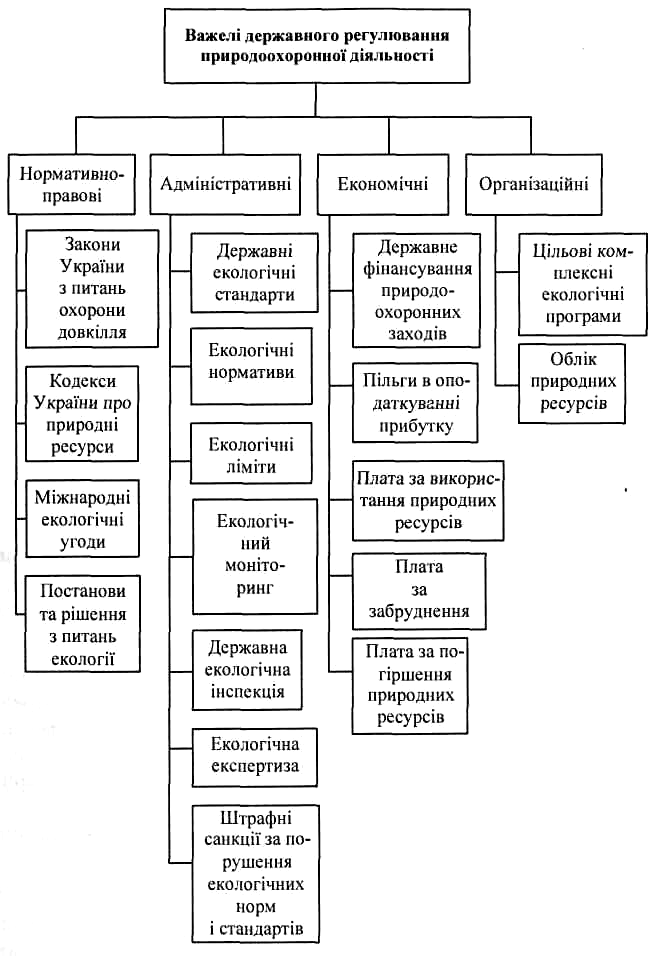 Важелі державного регулювання
природоохоронної діяльності
Нормативно-
правові
Адміністративні
Економічні
Організаційні
Закони
України
з питань
охорони
довкілля
Кодекси
України про
природні
ресурси
Міжнародні
екологічні
угоди
Постанови
та рішення
з питань
екології
Державні
екологічні
стандарти
Екологічні
нормативи
Екологічні
ліміти
Екологіч-
ний
моніто-
ринг
Державна
екологічна
інспекція
Екологічна
експертиза
Штрафні
санкції за по-
рушення
екологічних
норм
і стандартів
Державне
фінансування
природо-
охоронних
заходів
Пільги в опо-
даткуванні
прибутку
Плата за викорис-
тання природних
ресурсів
Плата
за
забруднення
Плата за по-
гіршення
природних
ресурсів
Цільові ком-
плексні
екологічні
програми
Облік
природних
ресурсів